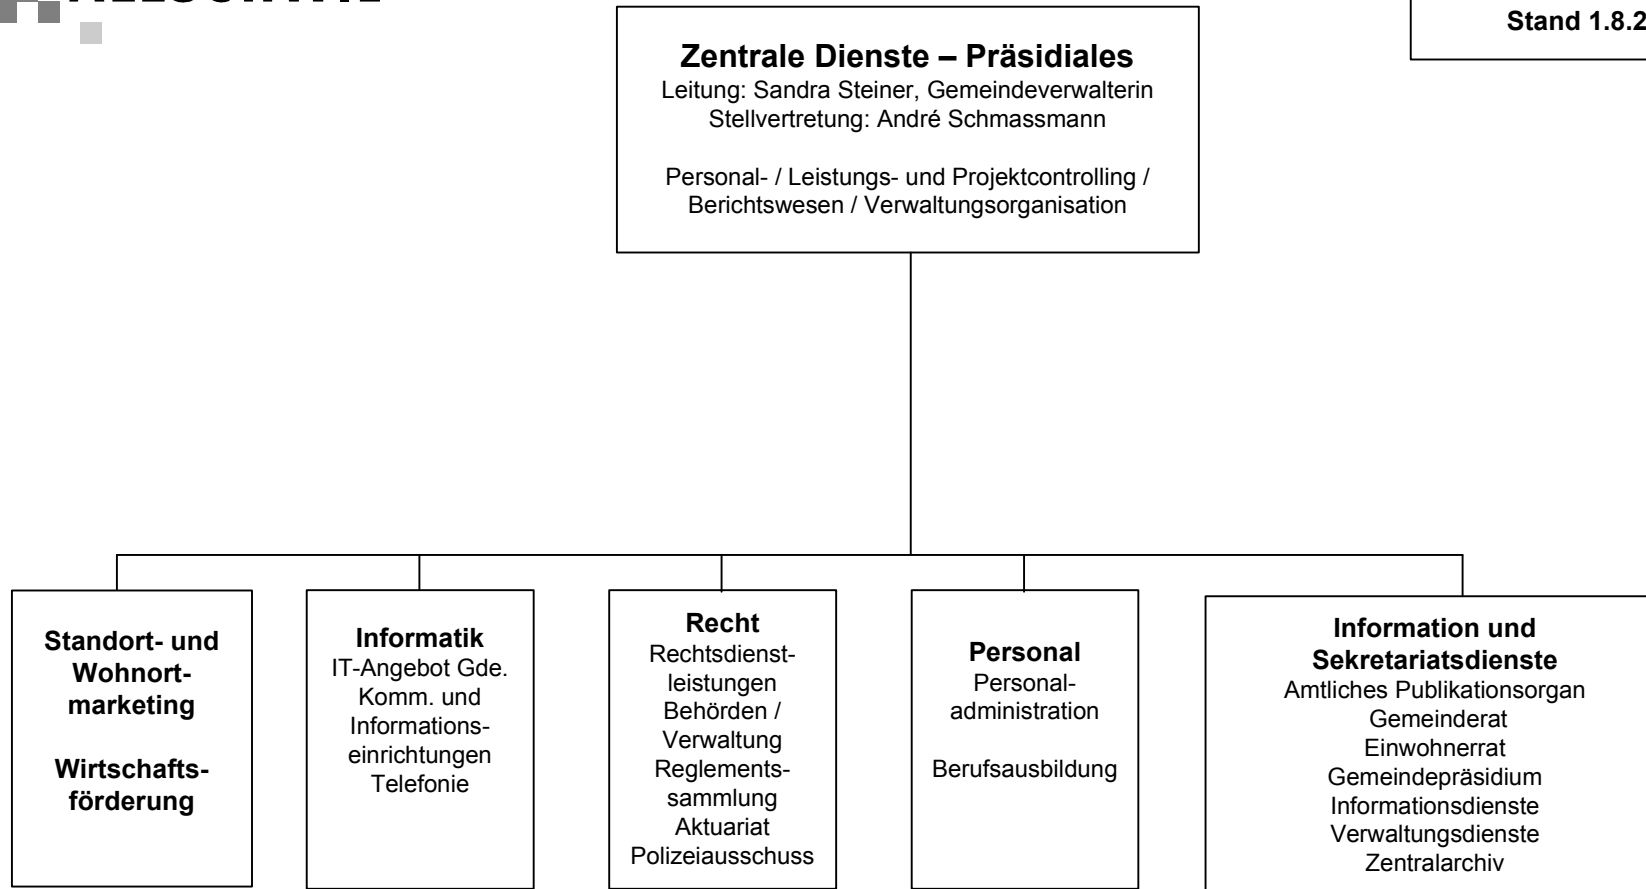 Stand 1.8.2
Zentrale Dienste – Präsidiales
Leitung: Sandra Steiner, Gemeindeverwalterin
Stellvertretung: André Schmassmann
Personal- / Leistungs- und Projektcontrolling /
Berichtswesen / Verwaltungsorganisation
Standort- und
Wohnort-
marketing
Wirtschafts-
förderung
Informatik
IT-Angebot Gde.
Komm. und
Informations-
einrichtungen
Telefonie
Recht
Rechtsdienst-
leistungen
Behörden /
Verwaltung
Reglements-
sammlung
Aktuariat
Polizeiausschuss
Personal
Personal-
administration
Berufsausbildung
Information und
Sekretariatsdienste
Amtliches Publikationsorgan
Gemeinderat
Einwohnerrat
Gemeindepräsidium
Informationsdienste
Verwaltungsdienste
Zentralarchiv